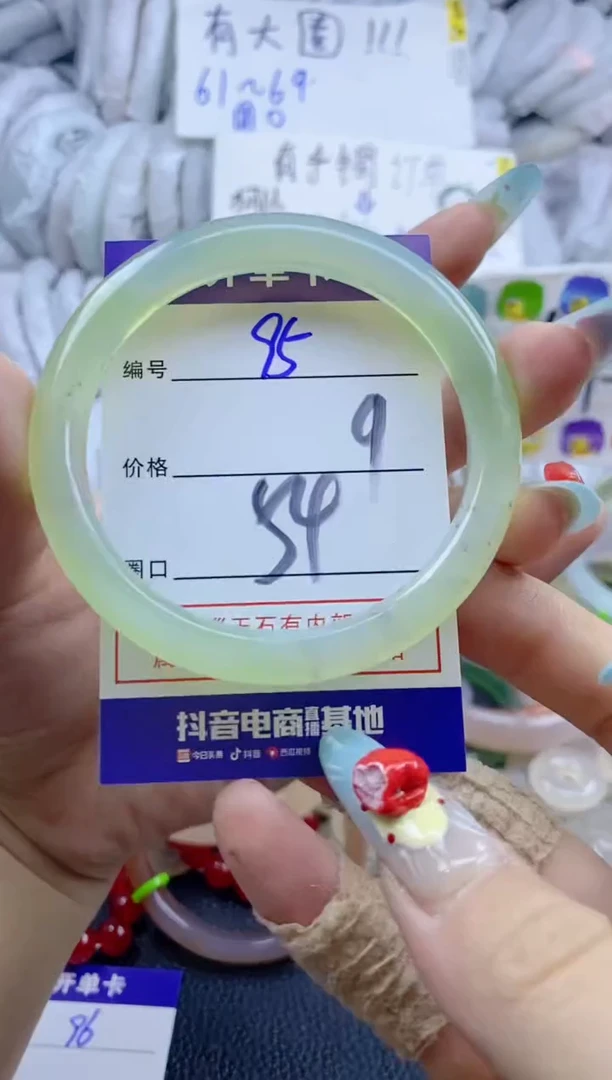 有大圈!!!
61~69
圈口
有手镯
开单卡
编号 95
价格 9
圈口 54
抖音电商直播基地
今日头条 抖音 西瓜视频
开单卡
96